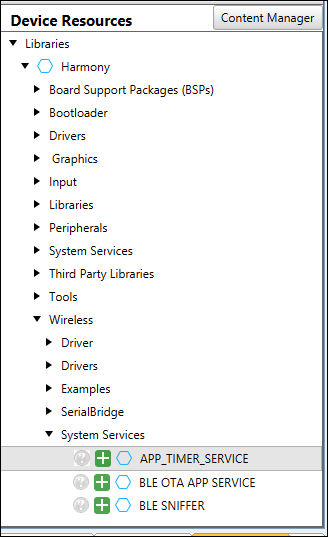 Device Resources Content Manager
Libraries
Harmony
Board Support Packages (BSPs)
Bootloader
Drivers
Graphics
Input
Libraries
Peripherals
System Services
Third Party Libraries
Tools
Wireless
Driver
Drivers
Examples
SerialBridge
System Services
? APP_TIMER_SERVICE
? BLE OTA APP SERVICE
? BLE SNIFFER